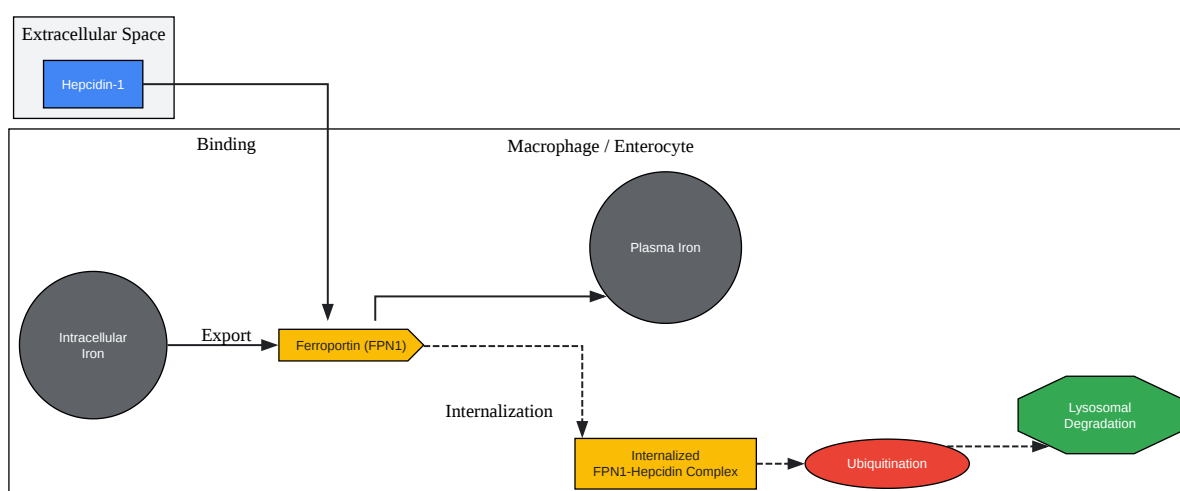 Extracellular Space
Hepcidin-1
Binding
Macrophage / Enterocyte
Plasma Iron
Intracellular
Iron
Export
Ferroportin (FPN1)
Internalization
Lysosomal
Degradation
Internalized
FPN1-Hepcidin Complex
Ubiquitination